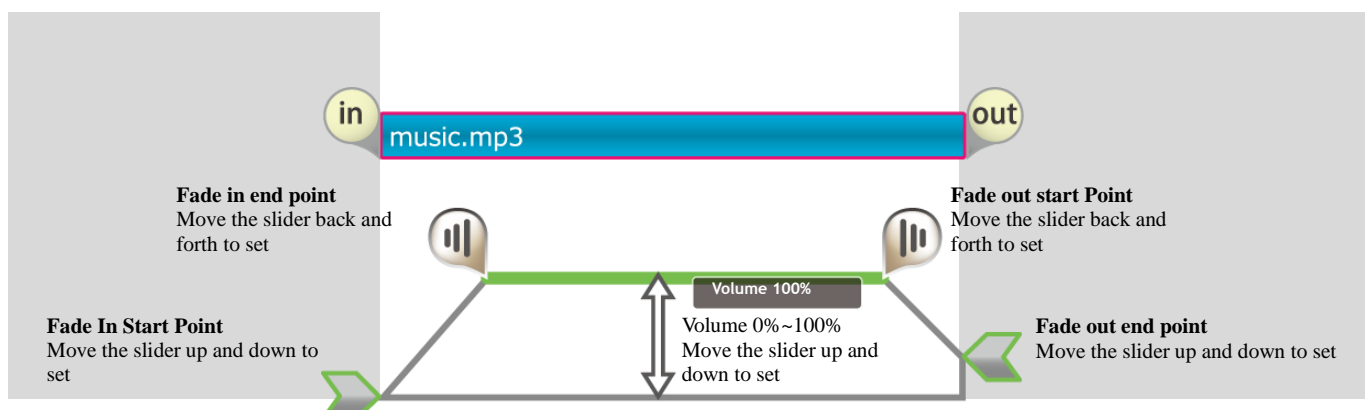 in
out
music.mp3
Fade in end point
Move the slider back and
forth to set
Fade out start Point
Move the slider back and
forth to set
Volume 100%
Fade In Start Point
Move the slider up and down to
set
Volume 0%~100%
Move the slider up and
down to set
Fade out end point
Move the slider up and down to set